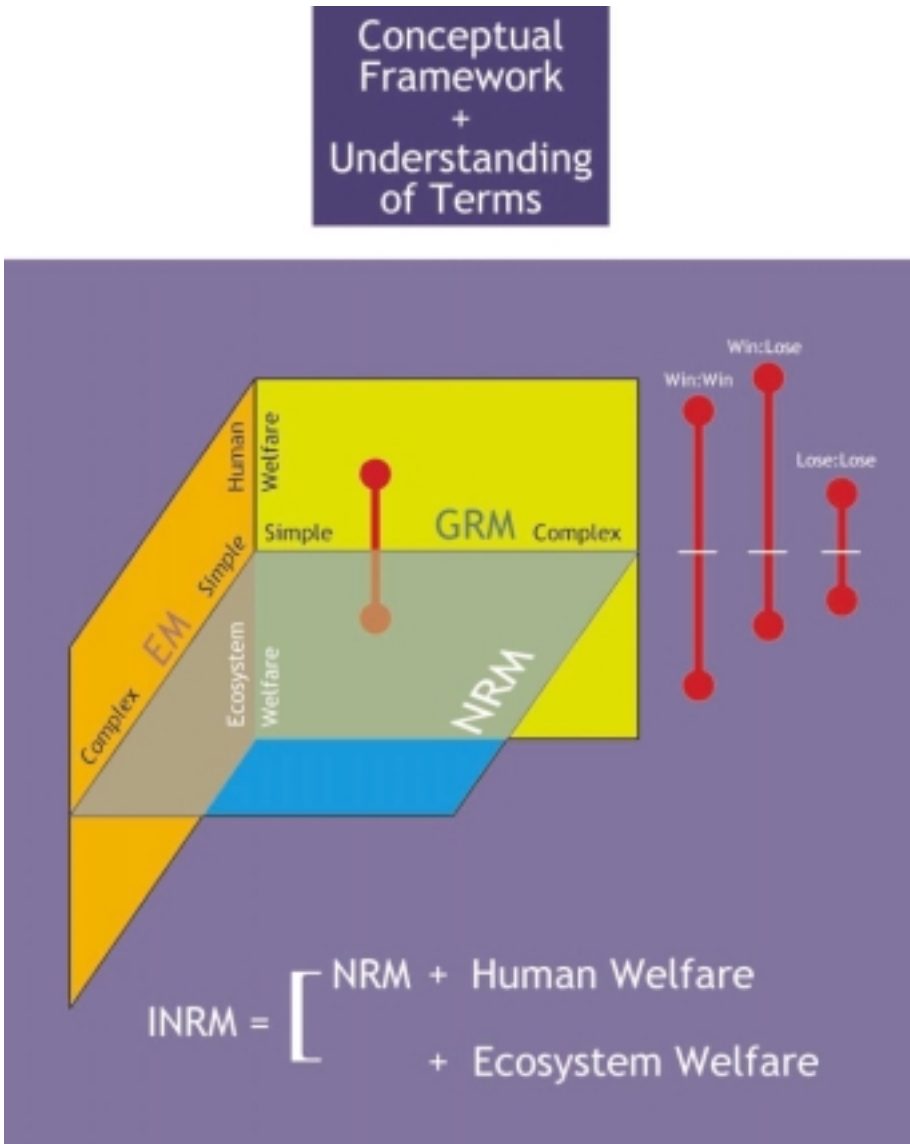 Conceptual
Framework
+
Understanding
of Terms
Win:Lose
Win:Win
Lose:Lose
Human
Welfare
Simple
GRM
Complex
Simple
EM
Complex
Ecosystem
Welfare
NRM
INRM = [ NRM + Human Welfare
+ Ecosystem Welfare